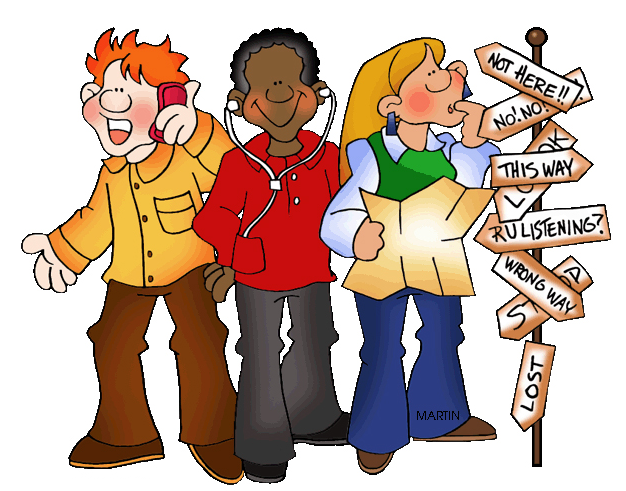 NOT HERE!!
NO! NO!
THIS WAY
R U LISTENING?
WRONG WAY
LOST
MARTIN